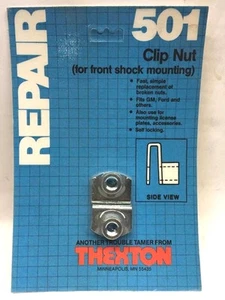 REPAIR
501
Clip Nut
(for front shock mounting)
• Fast, simple
replacement of
broken nuts.
• Fits GM, Ford and
others.
• Also use for
mounting license
plates, accessories.
• Self locking.
SIDE VIEW
ANOTHER TROUBLE TAMER FROM
THEXTON
MINNEAPOLIS, MN 55435